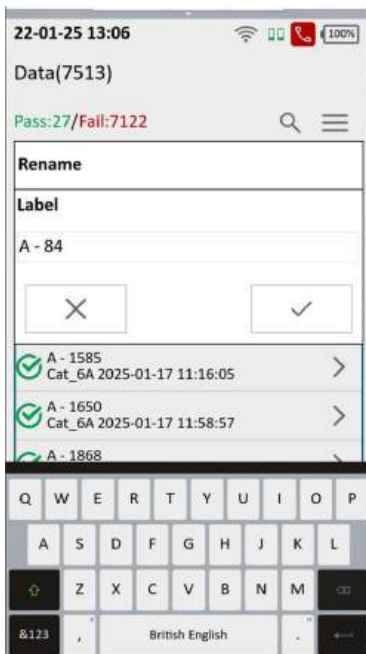 22-01-25 13:06
100%
Data(7513)
Pass:27/Fail:7122
Rename
Label
A - 84
A - 1585
Cat_6A 2025-01-17 11:16:05
A - 1650
Cat_6A 2025-01-17 11:58:57
A - 1868
Q W E R T Y U I O P
A S D F G H J K L
Z X C V B N M
&123 , British English .